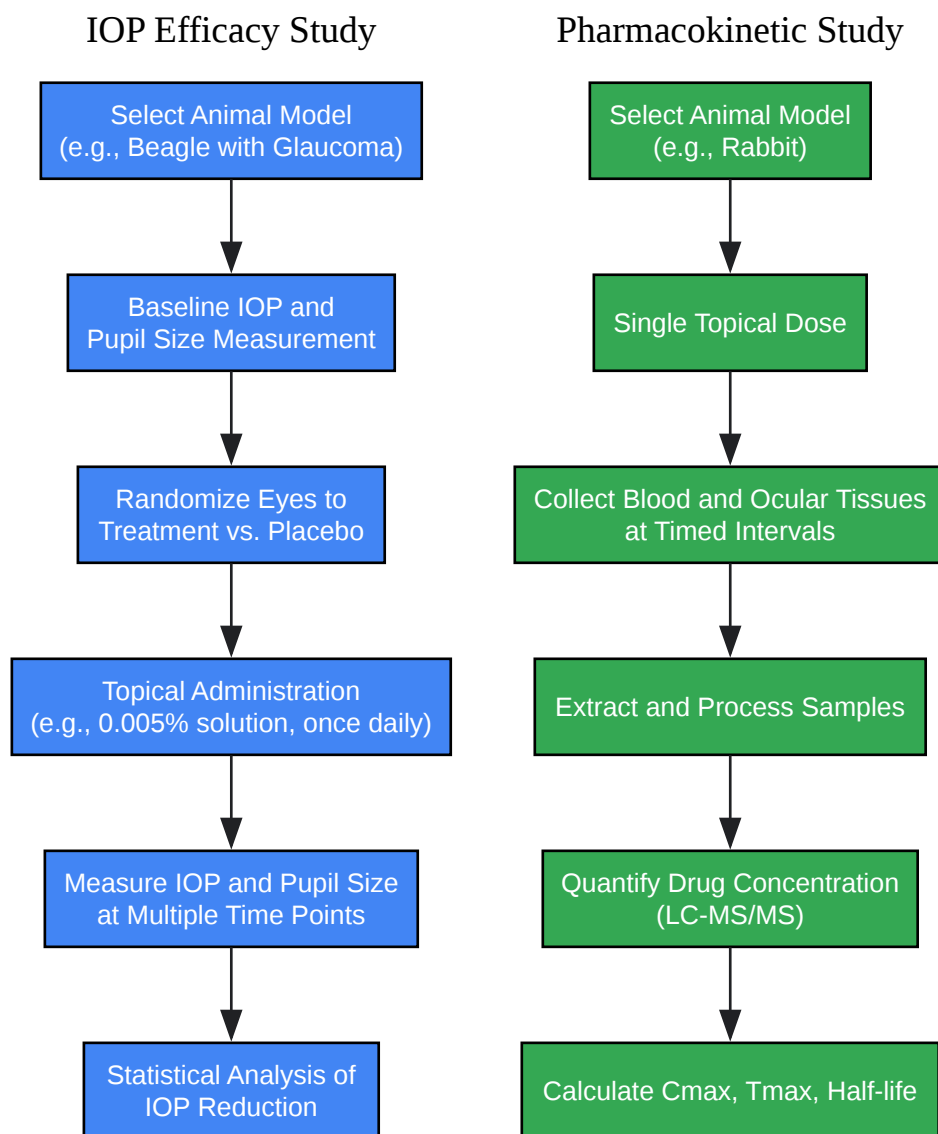 IOP Efficacy Study
Select Animal Model
(e.g., Beagle with Glaucoma)
Baseline IOP and
Pupil Size Measurement
Randomize Eyes to
Treatment vs. Placebo
Topical Administration
(e.g., 0.005% solution, once daily)
Measure IOP and Pupil Size
at Multiple Time Points
Statistical Analysis of
IOP Reduction
Pharmacokinetic Study
Select Animal Model
(e.g., Rabbit)
Single Topical Dose
Collect Blood and Ocular Tissues
at Timed Intervals
Extract and Process Samples
Quantify Drug Concentration
(LC-MS/MS)
Calculate Cmax, Tmax, Half-life